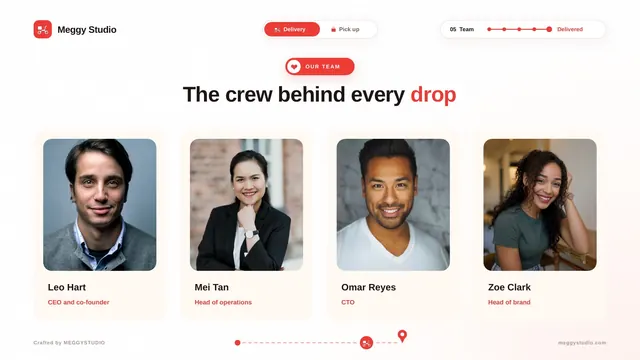 Meggy Studio
Delivery
Pick up
05 Team
Delivered
OUR TEAM
The crew behind every drop
Leo Hart
CEO and co-founder
Mei Tan
Head of operations
Omar Reyes
CTO
Zoe Clark
Head of brand
Crafted by MEGGYSTUDIO
meggystudio.com